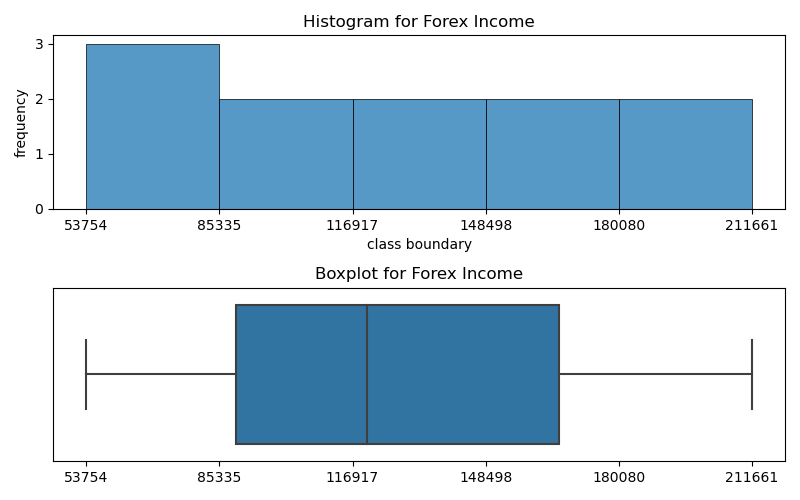 Histogram for Forex Income
3
2
1
0
frequency
53754 85335 116917 148498 180080 211661
class boundary
Boxplot for Forex Income
53754 85335 116917 148498 180080 211661